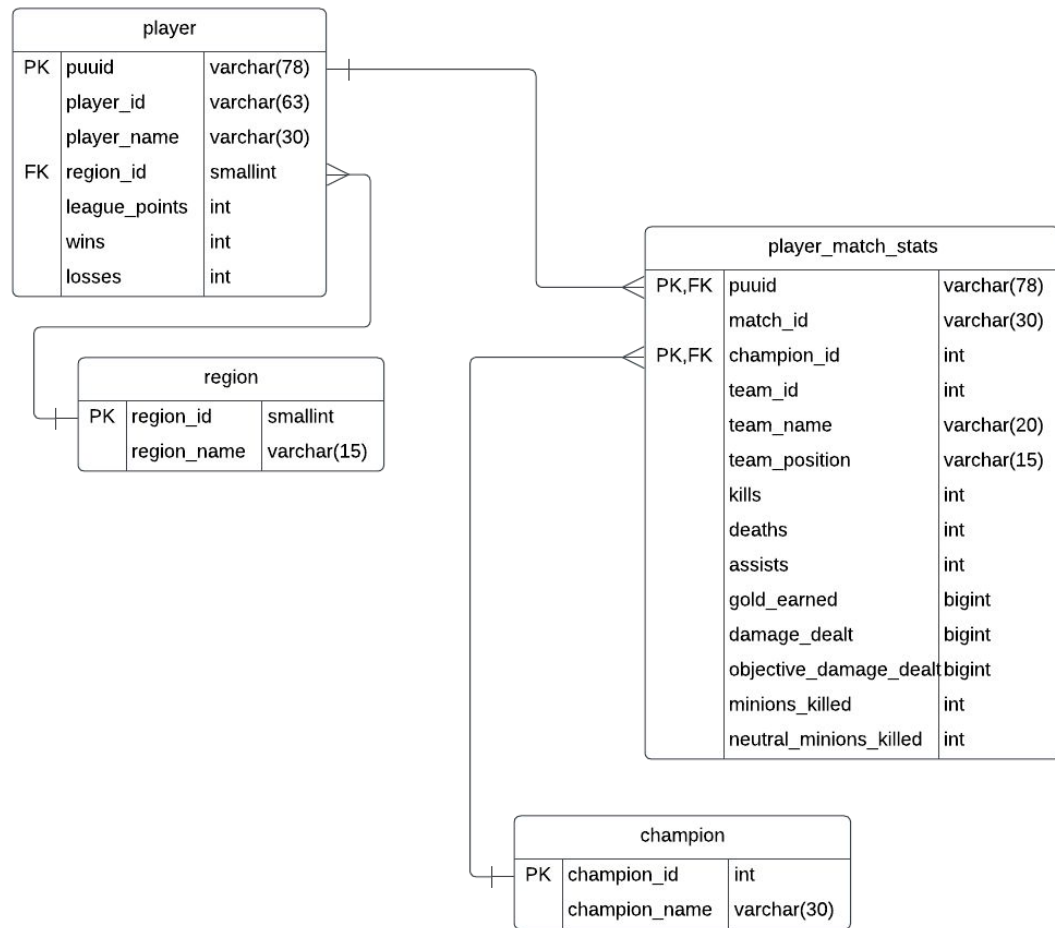 player
PK puuid varchar(78)
player_id varchar(63)
player_name varchar(30)
FK region_id smallint
league_points int
wins int
losses int
region
PK region_id smallint
region_name varchar(15)
player_match_stats
PK,FK puuid varchar(78)
match_id varchar(30)
PK,FK champion_id int
team_id int
team_name varchar(20)
team_position varchar(15)
kills int
deaths int
assists int
gold_earned bigint
damage_dealt bigint
objective_damage_dealt bigint
minions_killed int
neutral_minions_killed int
champion
PK champion_id int
champion_name varchar(30)